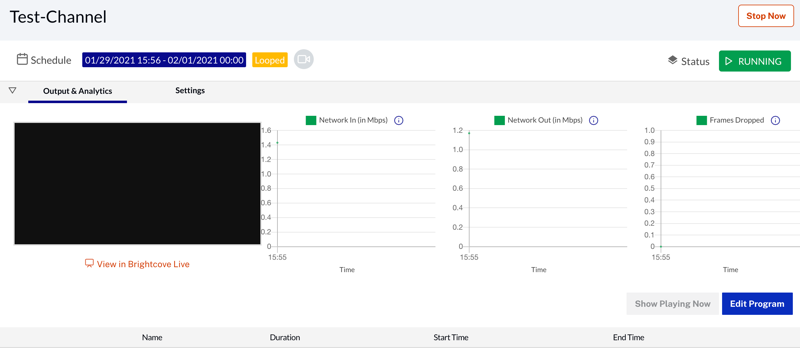 Test-Channel
Stop Now
Schedule 01/29/2021 15:56 - 02/01/2021 00:00 Looped
Status RUNNING
Output & Analytics Settings
Network In (in Mbps)
1.6
1.4
1.2
1.0
0.8
0.6
0.4
0.2
0
15:55
Time
Network Out (in Mbps)
1.2
1.0
0.8
0.6
0.4
0.2
0
15:55
Time
Frames Dropped
1.0
0.9
0.8
0.7
0.6
0.5
0.4
0.3
0.2
0.1
0
15:55
Time
View in Brightcove Live
Show Playing Now Edit Program
Name Duration Start Time End Time